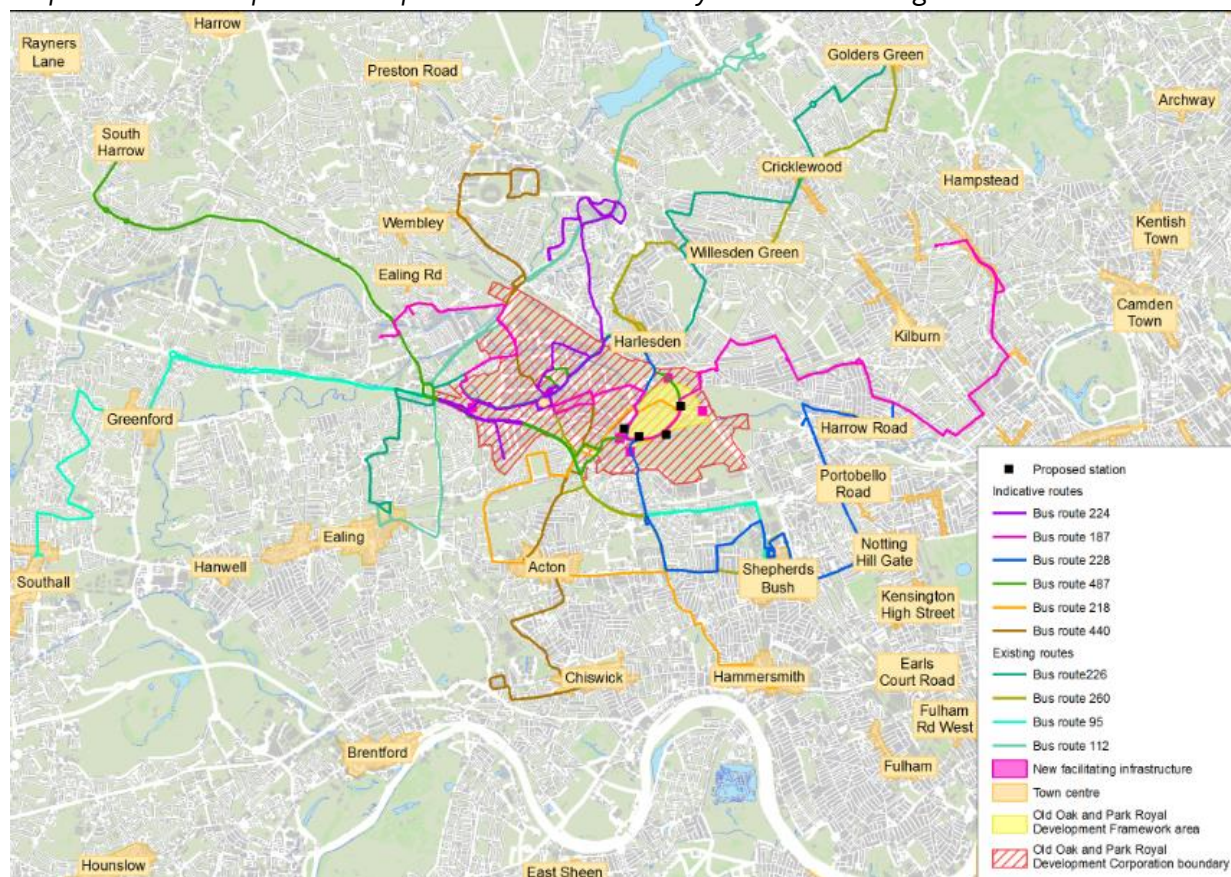 Harrow
Rayners
Lane
Preston Road
Golders Green
Archway
South
Harrow
Cricklewood
Hampstead
Wembley
Kentish
Town
Willesden Green
Ealing Rd
Camden
Town
Kilburn
Harlesden
Greenford
Harrow Road
Portobello
Road
Ealing
Notting
Hill Gate
Southall
Hanwell
Acton
Shepherds
Bush
Kensington
High Street
Chiswick
Hammersmith
Earls
Court Road
Fulham
Rd West
Brentford
Fulham
Hounslow
East Sheen
Proposed station
Indicative routes
Bus route 224
Bus route 187
Bus route 228
Bus route 487
Bus route 218
Bus route 440
Existing routes
Bus route226
Bus route 260
Bus route 95
Bus route 112
New facilitating infrastructure
Town centre
Old Oak and Park Royal
Development Framework area
Old Oak and Park Royal
Development Corporation boundary